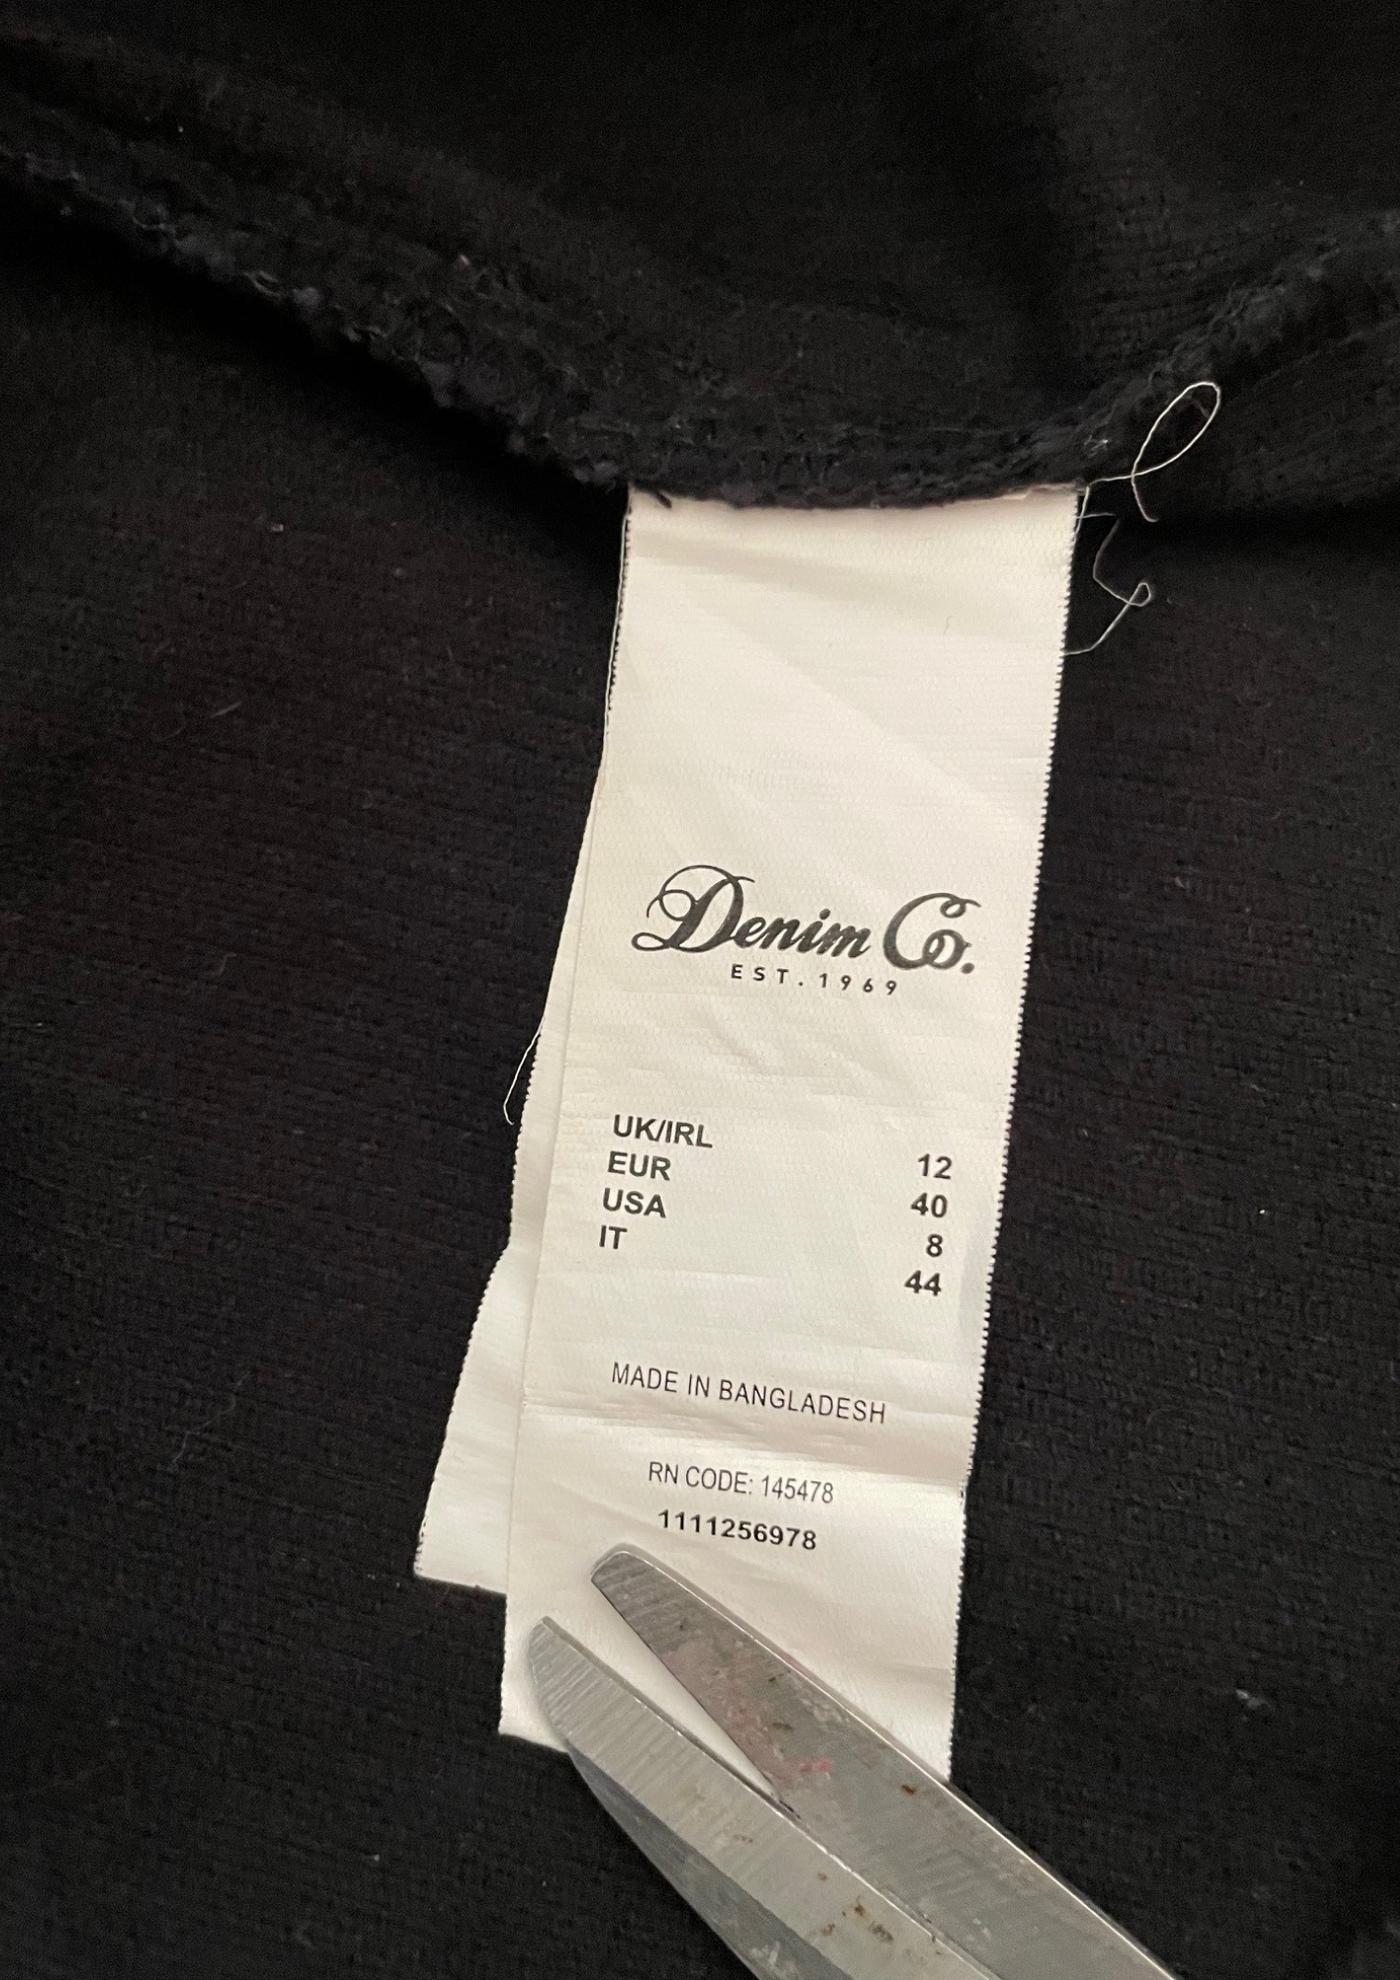 Denim Co.
EST. 1969
UK/IRL 12
EUR 40
USA 8
IT 44
MADE IN BANGLADESH
RN CODE: 145478
1111256978